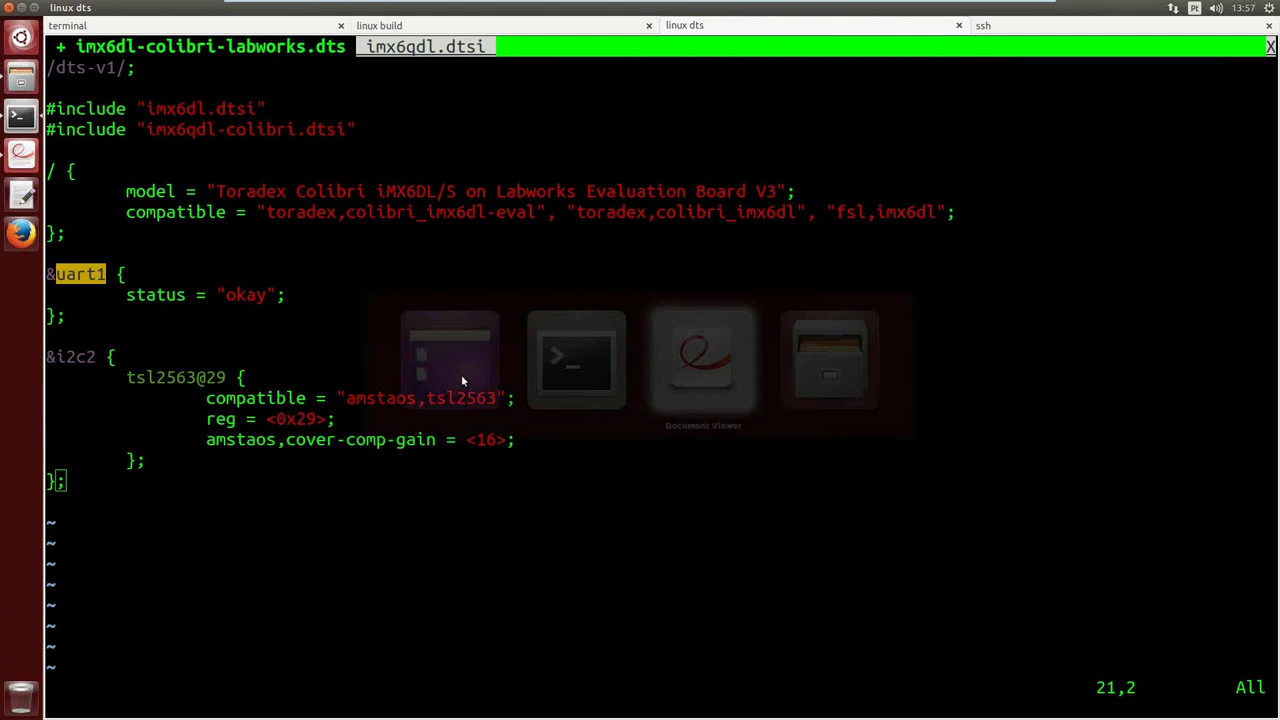 linux dts
Pt
13:57
terminal
linux build
linux dts
ssh
+ imx6dl-colibri-labworks.dts imx6qdl.dtsi X
/dts-v1/;
#include "imx6dl.dtsi"
#include "imx6qdl-colibri.dtsi"
/ {
model = "Toradex Colibri iMX6DL/S on Labworks Evaluation Board V3";
compatible = "toradex,colibri_imx6dl-eval", "toradex,colibri_imx6dl", "fsl,imx6dl";
};
&uart1 {
status = "okay";
};
&i2c2 {
tsl2563@29 {
compatible = "amstaos,tsl2563";
reg = <0x29>;
amstaos,cover-comp-gain = <16>;
};
};
Document Viewer
~
~
~
~
~
~
~
~
21,2 All